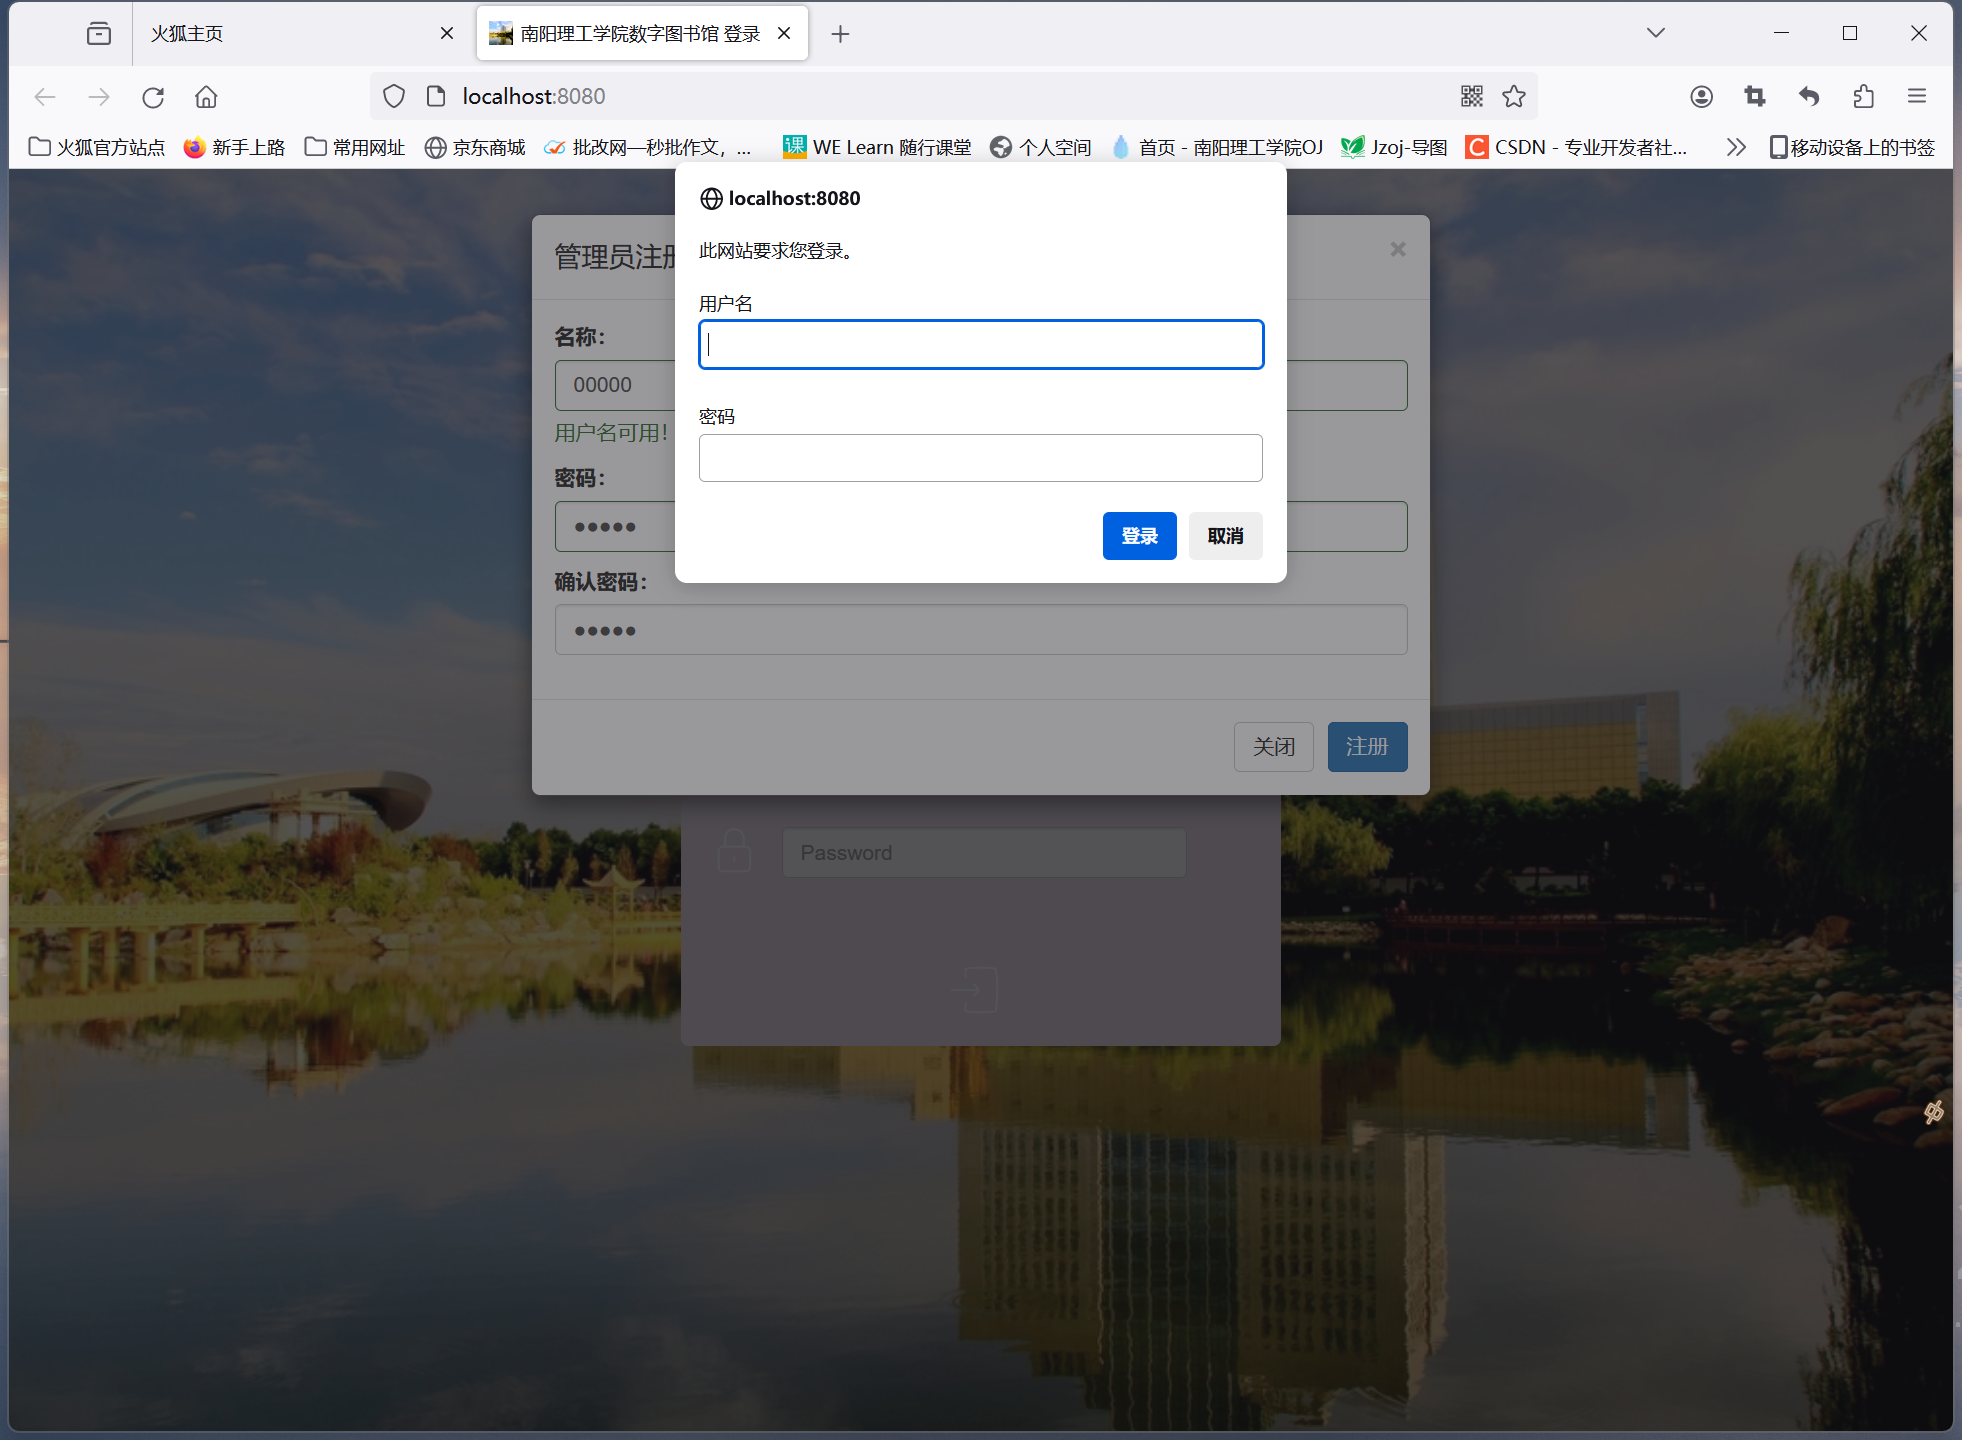 火狐主页
南阳理工学院数字图书馆 登录
localhost:8080
火狐官方站点 新手上路 常用网址 京东商城 批改网—秒批作文，... 课 WE Learn 随行课堂 个人空间 首页 - 南阳理工学院OJ Jzoj-导图 C CSDN - 专业开发者社... 移动设备上的书签
localhost:8080
此网站要求您登录。
用户名
密码
登录 取消
管理员注册
名称：
00000
用户名可用！
密码：
确认密码：
关闭 注册
Password
中